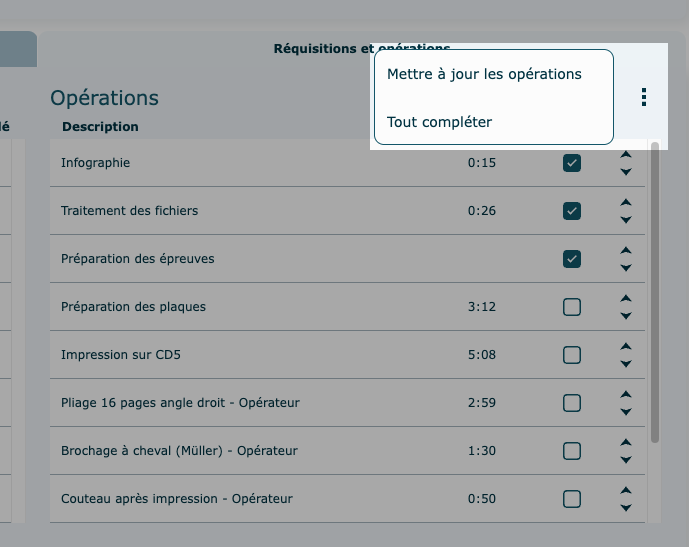 Réquisitions et opérations
Mettre à jour les opérations
Tout compléter
Opérations
lé
Description
Infographie 0:15
Traitement des fichiers 0:26
Préparation des épreuves
Préparation des plaques 3:12
Impression sur CD5 5:08
Pliage 16 pages angle droit - Opérateur 2:59
Brochage à cheval (Müller) - Opérateur 1:30
Couteau après impression - Opérateur 0:50